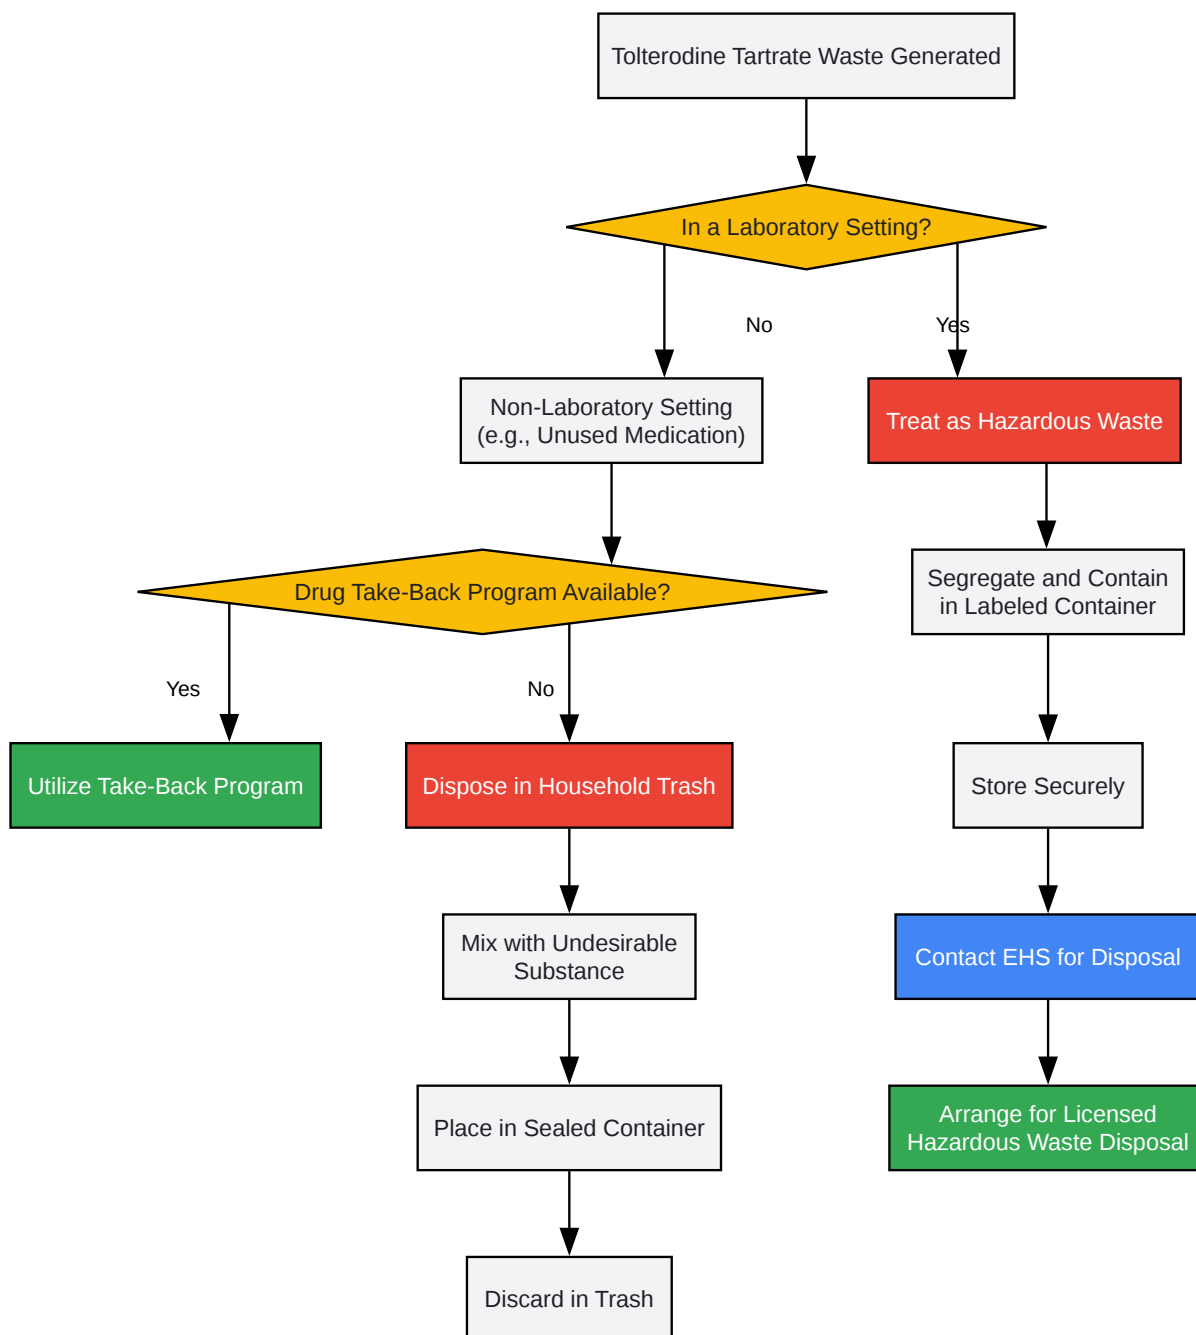 Tolterodine Tartrate Waste Generated
In a Laboratory Setting?
No
Yes
Non-Laboratory Setting
(e.g., Unused Medication)
Treat as Hazardous Waste
Drug Take-Back Program Available?
Segregate and Contain
in Labeled Container
Yes
No
Utilize Take-Back Program
Dispose in Household Trash
Store Securely
Mix with Undesirable
Substance
Contact EHS for Disposal
Place in Sealed Container
Arrange for Licensed
Hazardous Waste Disposal
Discard in Trash